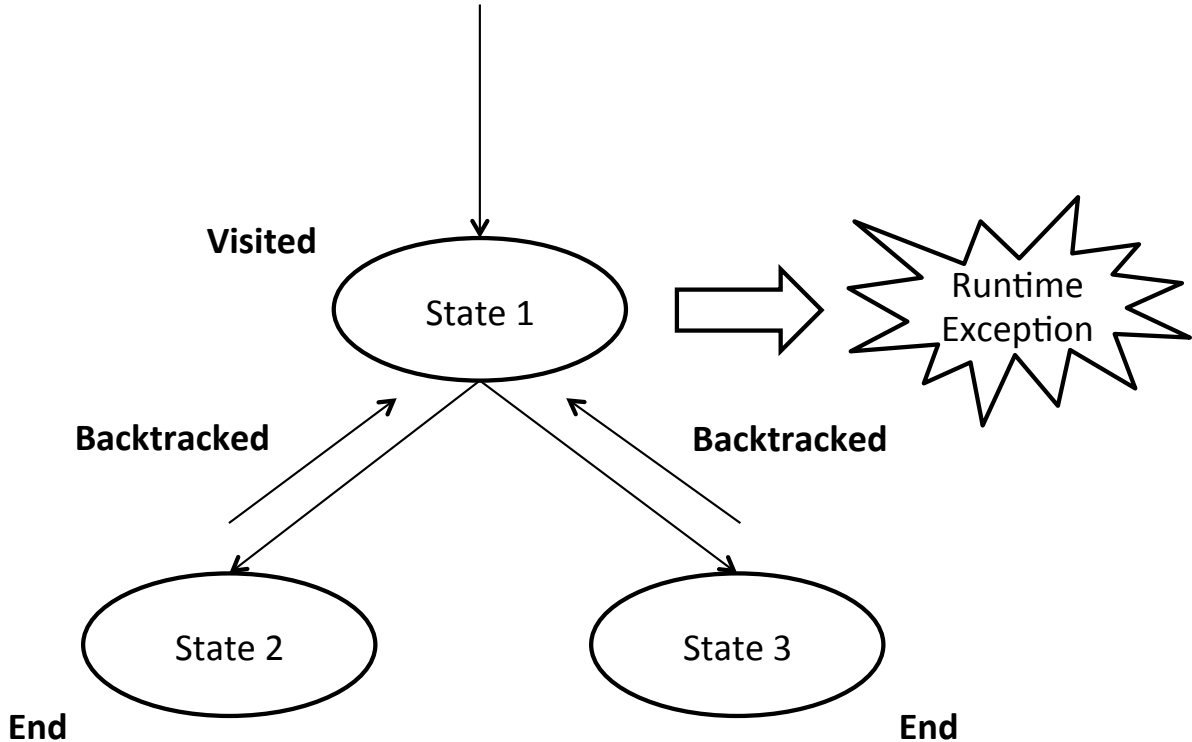 Visited
State 1
Runtime
Exception
Backtracked
Backtracked
State 2
State 3
End
End